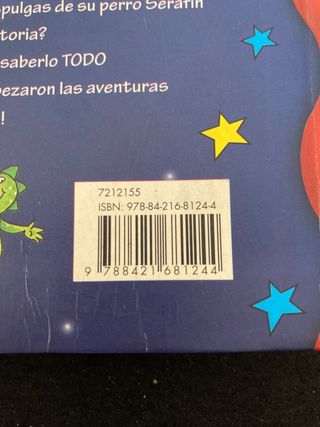 pulgas de su perro Serafín
toria?
saberlo TODO
pezaron las aventuras
!
7212155
ISBN: 978-84-216-8124-4
9 788421 681244